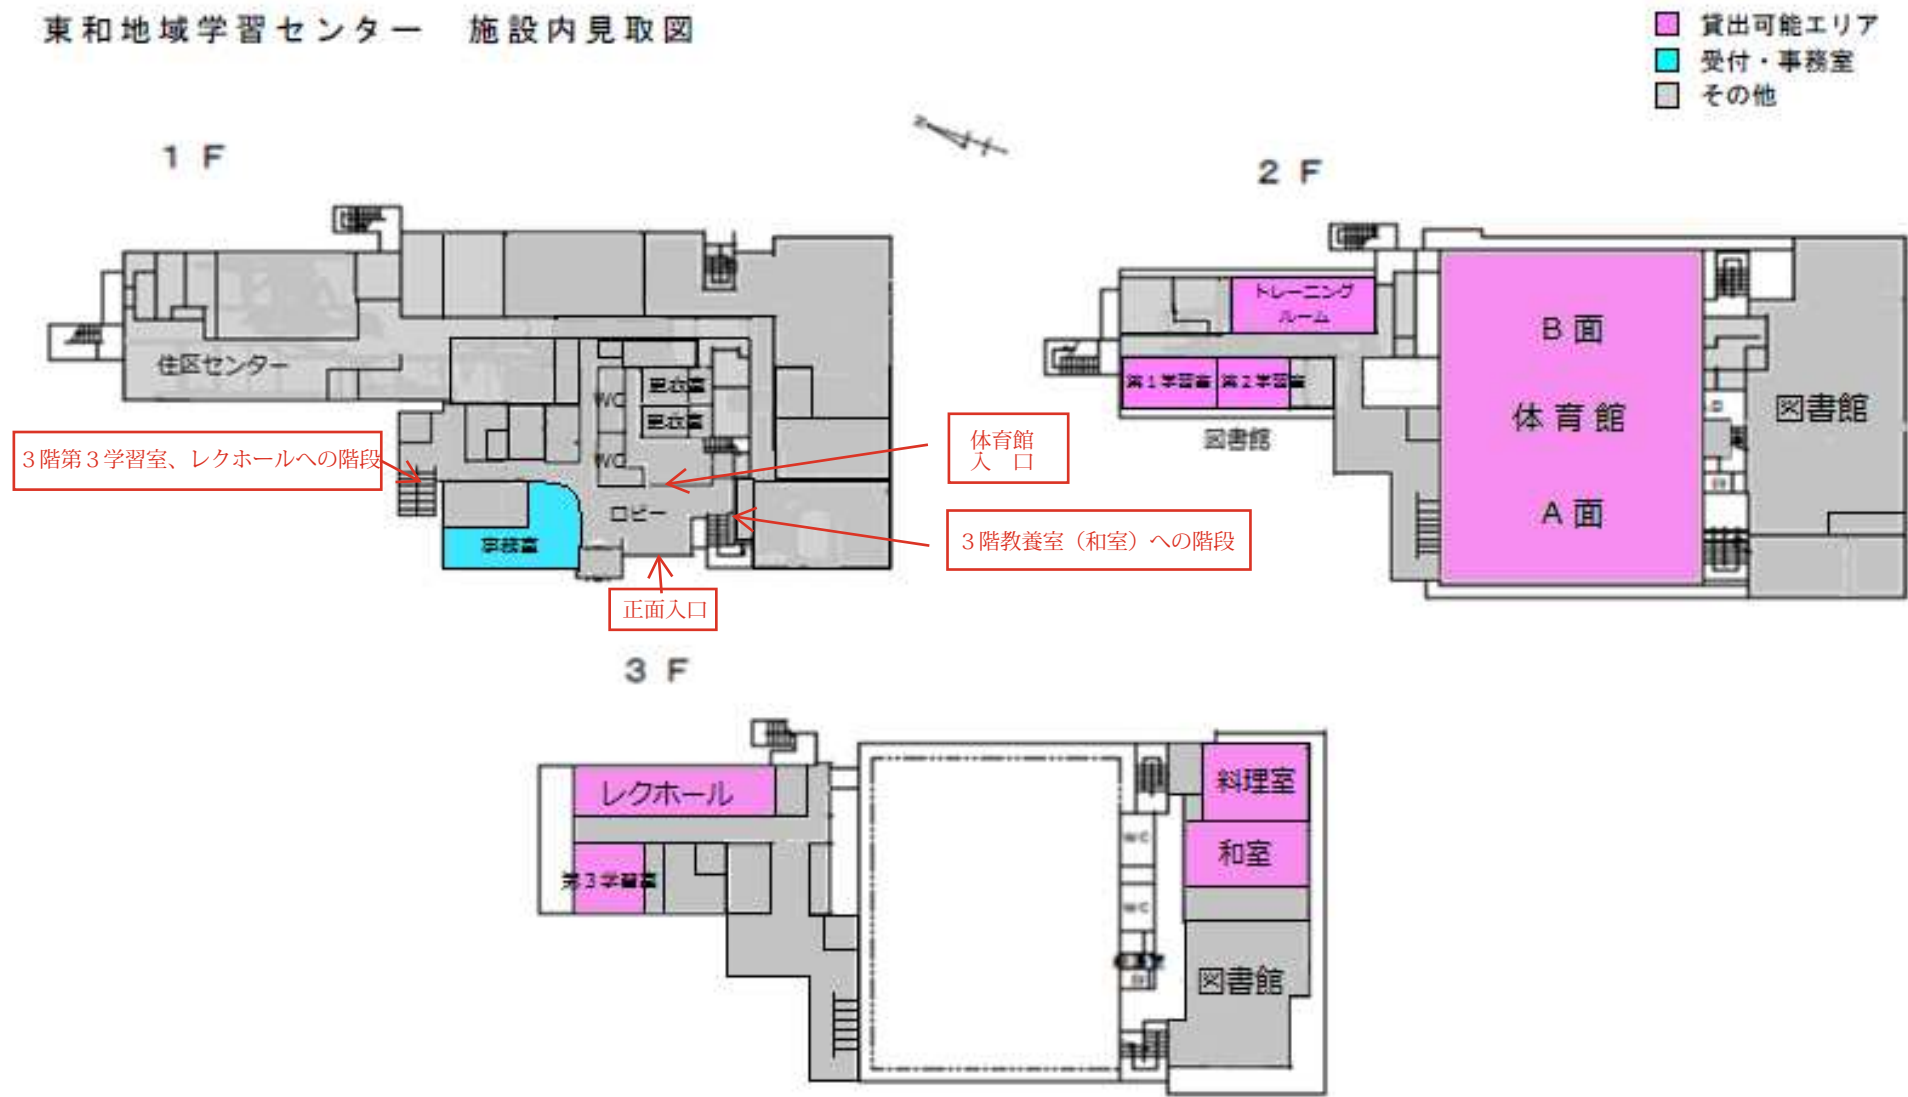 東和地域学習センター　施設内見取図
貸出可能エリア
受付・事務室
その他
１Ｆ
住区センター
WC
更衣室
更衣室
WC
ロビー
事務室
３階第３学習室、レクホールへの階段
体育館
入　口
３階教養室（和室）への階段
正面入口
N
２Ｆ
トレーニング
ルーム
第１学習室
第２学習室
図書館
Ｂ面
体育館
Ａ面
図書館
３Ｆ
レクホール
第３学習室
WC
WC
料理室
和室
図書館